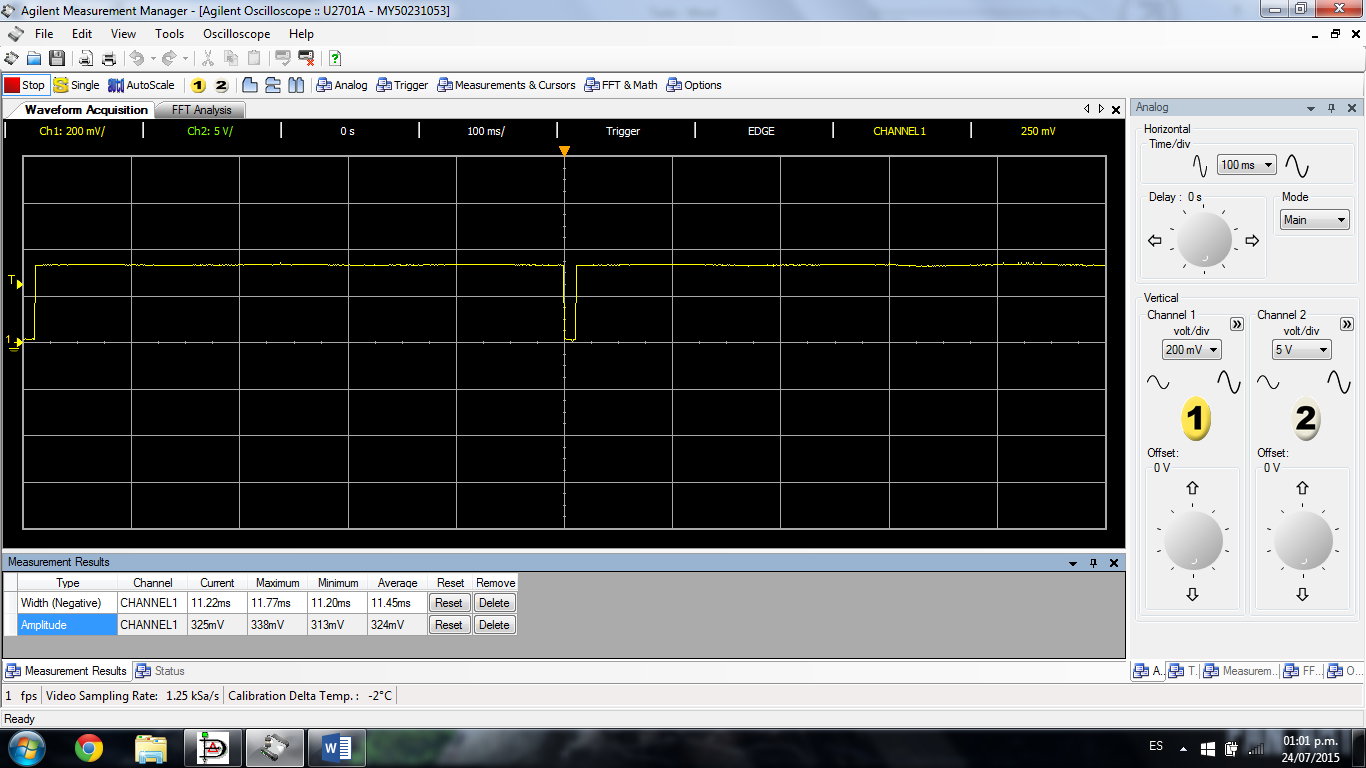 Agilent Measurement Manager - [Agilent Oscilloscope :: U2701A - MY50231053]
File Edit View Tools Oscilloscope Help
Stop Single AutoScale 1 2 Analog Trigger Measurements & Cursors FFT & Math Options
Waveform Acquisition FFT Analysis
Ch1: 200 mV/ Ch2: 5 V/ 0 s 100 ms/ Trigger EDGE CHANNEL1 250 mV
T
1
Analog
Horizontal
Time/div
100 ms
Delay : 0 s
Mode
Main
Vertical
Channel 1 Channel 2
volt/div volt/div
200 mV 5 V
1 2
Offset: Offset:
0 V 0 V
Measurement Results
Type Channel Current Maximum Minimum Average Reset Remove
Width (Negative) CHANNEL1 11.22ms 11.77ms 11.20ms 11.45ms Reset Delete
Amplitude CHANNEL1 325mV 338mV 313mV 324mV Reset Delete
Measurement Results Status
A.. T. Measurem.. FF.. O...
1 fps Video Sampling Rate: 1.25 kSa/s Calibration Delta Temp. : -2°C
Ready
ES
01:01 p.m.
24/07/2015